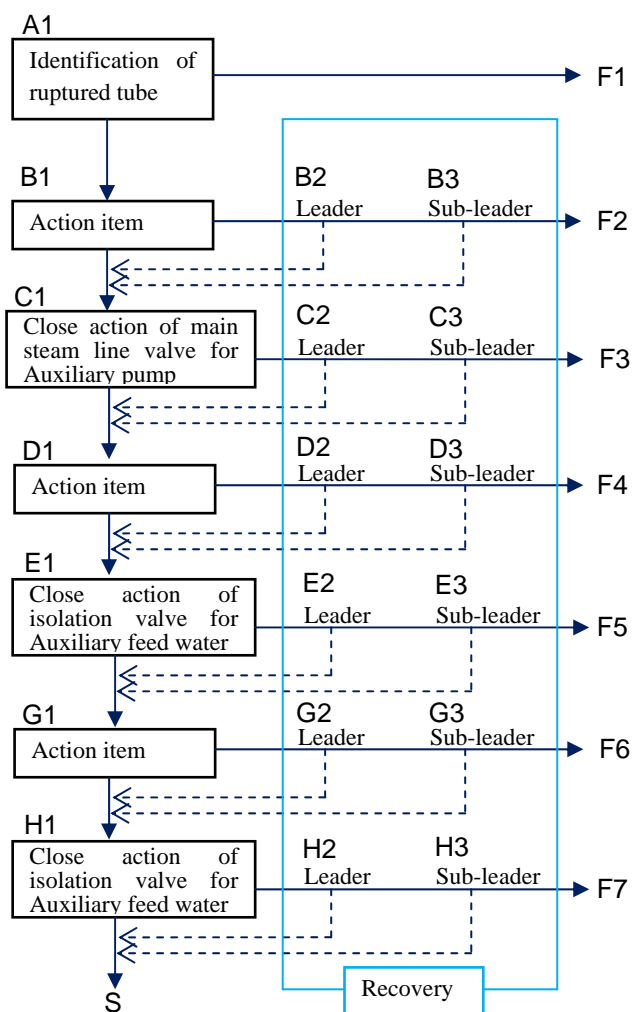 A1
Identification of
ruptured tube
F1
B1
Action item
B2
Leader
B3
Sub-leader
F2
C1
Close action of main
steam line valve for
Auxiliary pump
C2
Leader
C3
Sub-leader
F3
D1
Action item
D2
Leader
D3
Sub-leader
F4
E1
Close action of
isolation valve for
Auxiliary feed water
E2
Leader
E3
Sub-leader
F5
G1
Action item
G2
Leader
G3
Sub-leader
F6
H1
Close action of
isolation valve for
Auxiliary feed water
H2
Leader
H3
Sub-leader
F7
S
Recovery